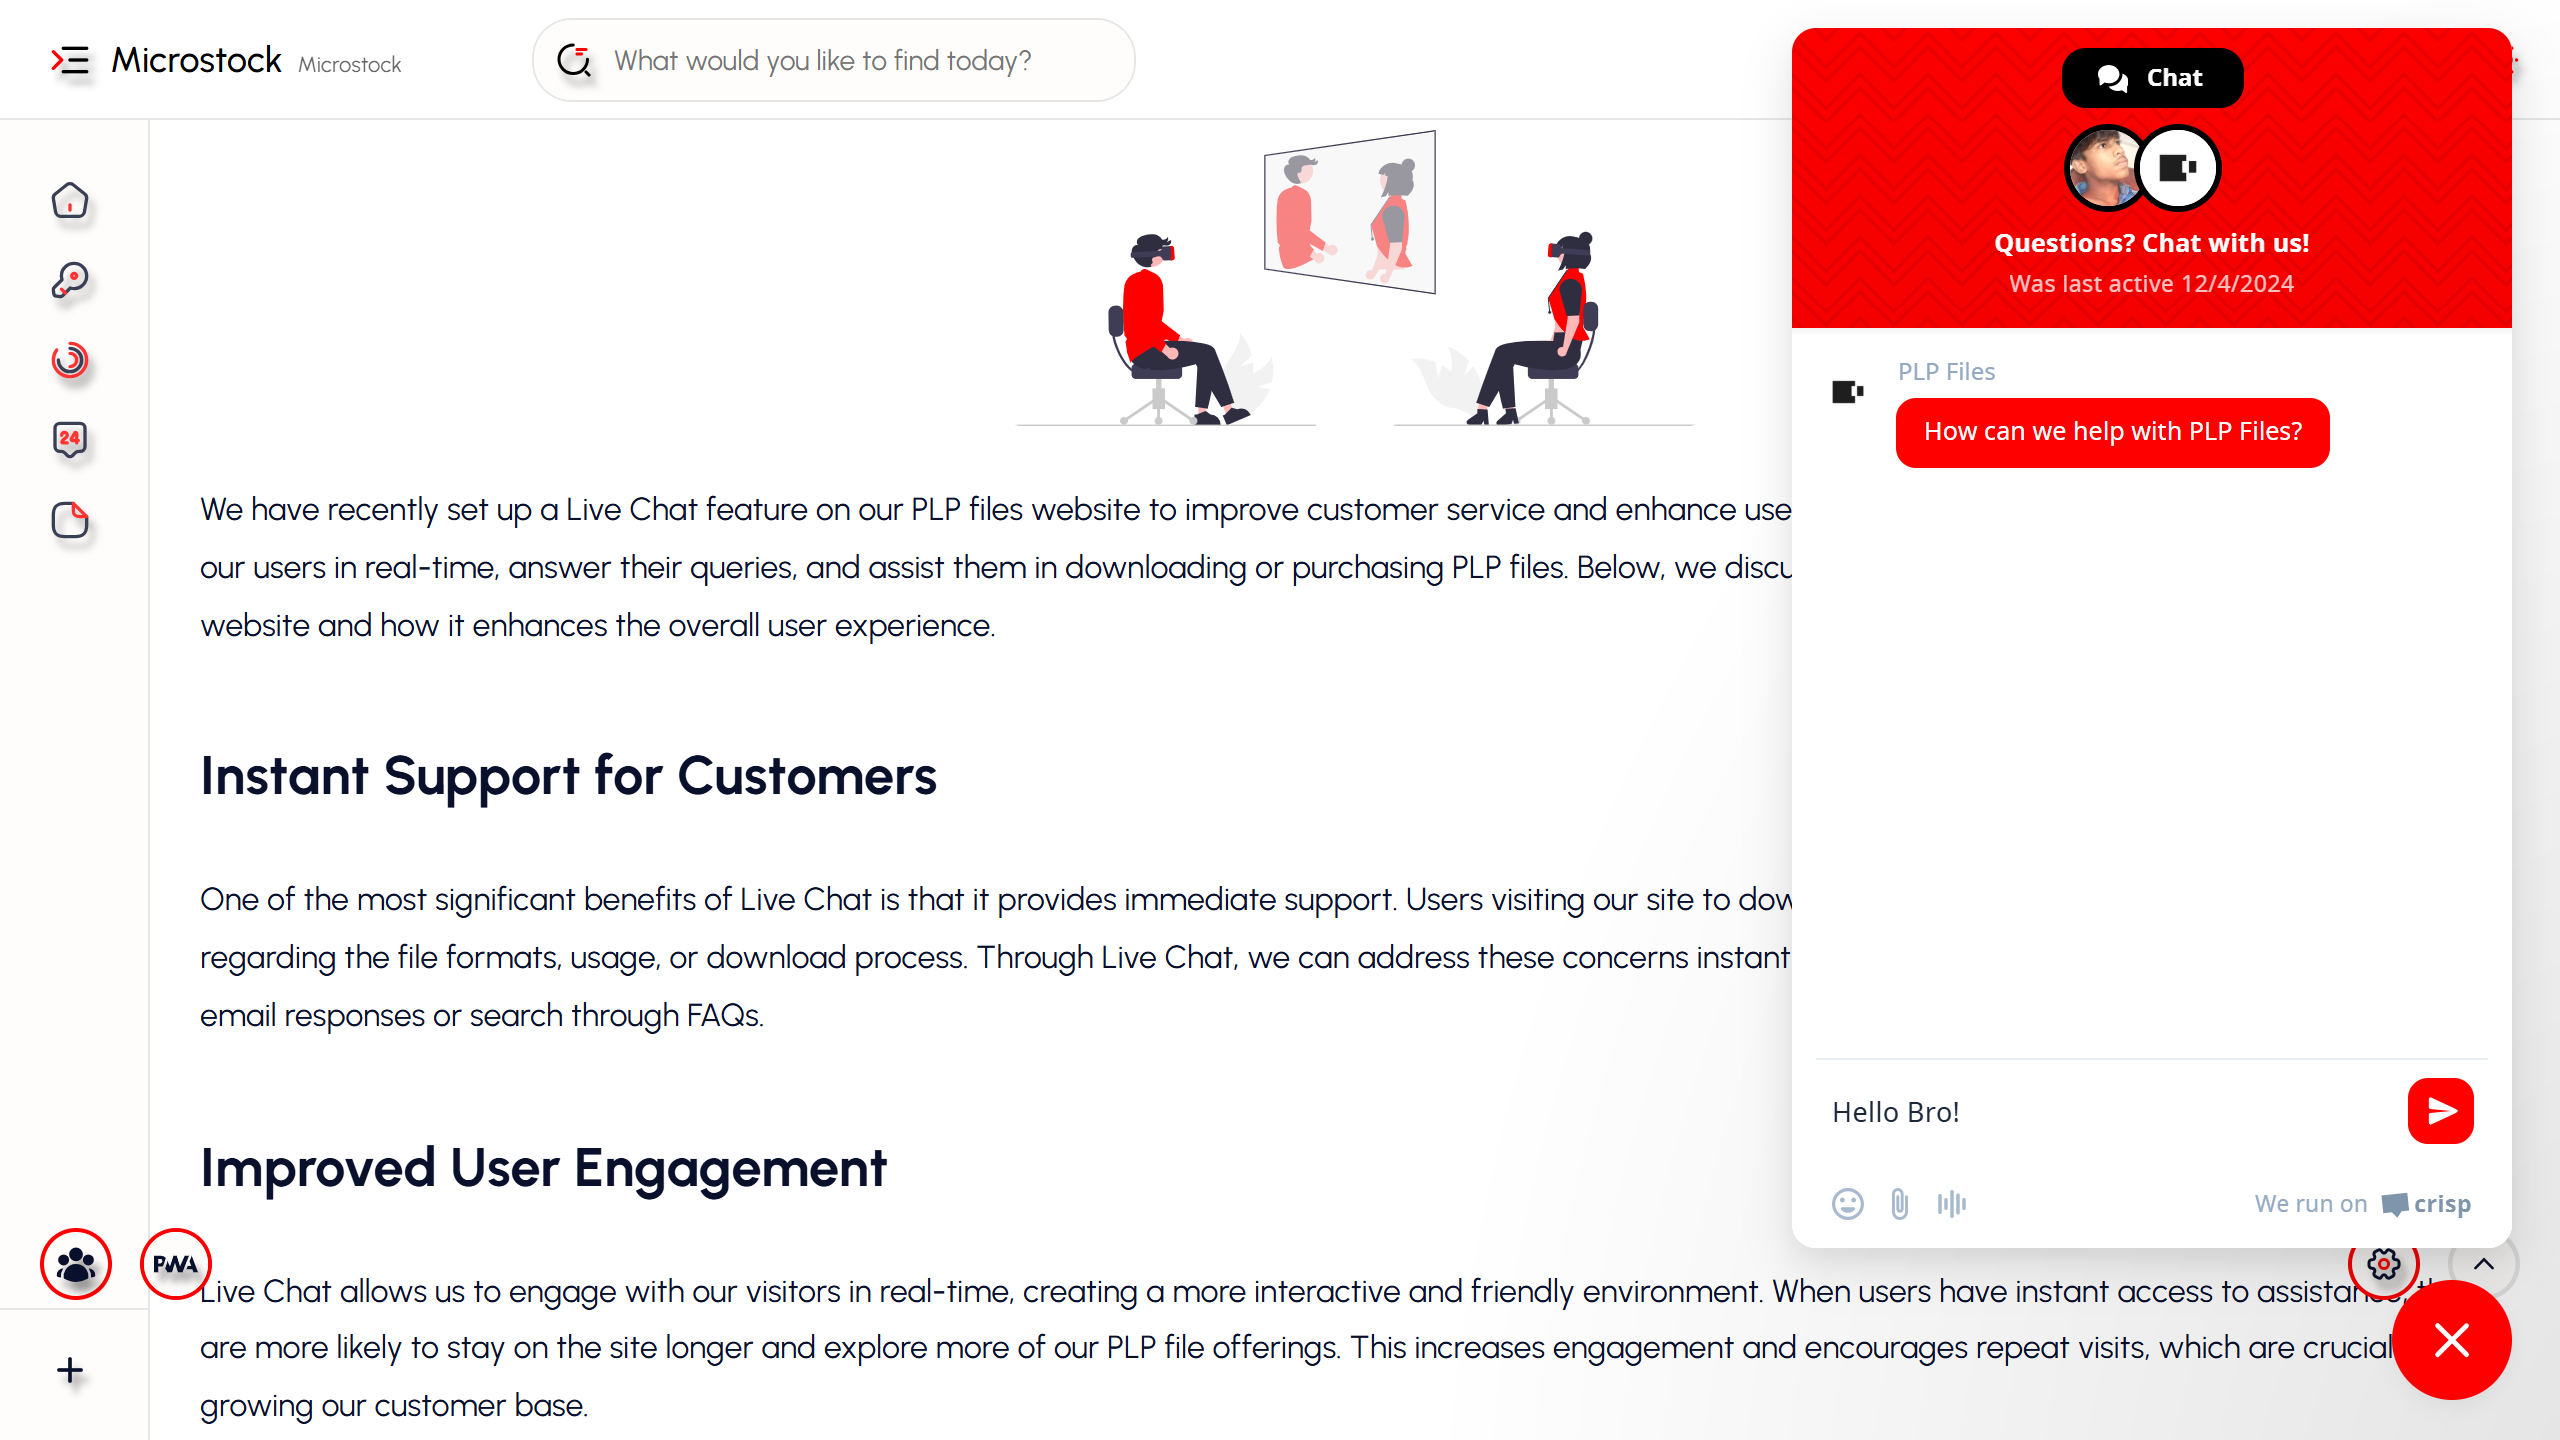 Microstock Microstock
What would you like to find today?
24
We have recently set up a Live Chat feature on our PLP files website to improve customer service and enhance use
our users in real-time, answer their queries, and assist them in downloading or purchasing PLP files. Below, we discu
website and how it enhances the overall user experience.
Instant Support for Customers
One of the most significant benefits of Live Chat is that it provides immediate support. Users visiting our site to dow
regarding the file formats, usage, or download process. Through Live Chat, we can address these concerns instant
email responses or search through FAQs.
Improved User Engagement
PWA
Live Chat allows us to engage with our visitors in real-time, creating a more interactive and friendly environment. When users have instant access to assistance,
are more likely to stay on the site longer and explore more of our PLP file offerings. This increases engagement and encourages repeat visits, which are crucial
growing our customer base.
Chat
Questions? Chat with us!
Was last active 12/4/2024
PLP Files
How can we help with PLP Files?
Hello Bro!
We run on crisp